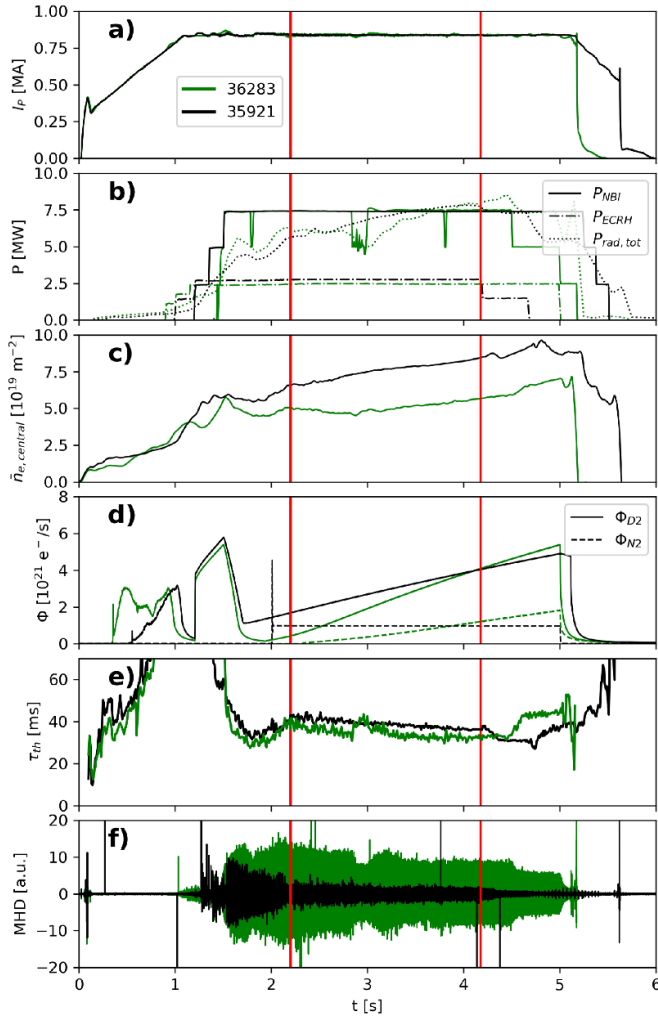 a)
I_P [MA]
1.00
0.75
0.50
0.25
0.00
36283
35921
b)
P [MW]
10.0
7.5
5.0
2.5
0.0
P_NBI
P_ECRH
P_rad,tot
c)
n̄_e,central [10^19 m^-2]
10.0
7.5
5.0
2.5
0.0
d)
Φ [10^21 e^-/s]
8
6
4
2
0
Φ_D2
Φ_N2
e)
τ_th [ms]
60
40
20
0
f)
MHD [a.u.]
20
10
0
−10
−20
0 1 2 3 4 5 6
t [s]